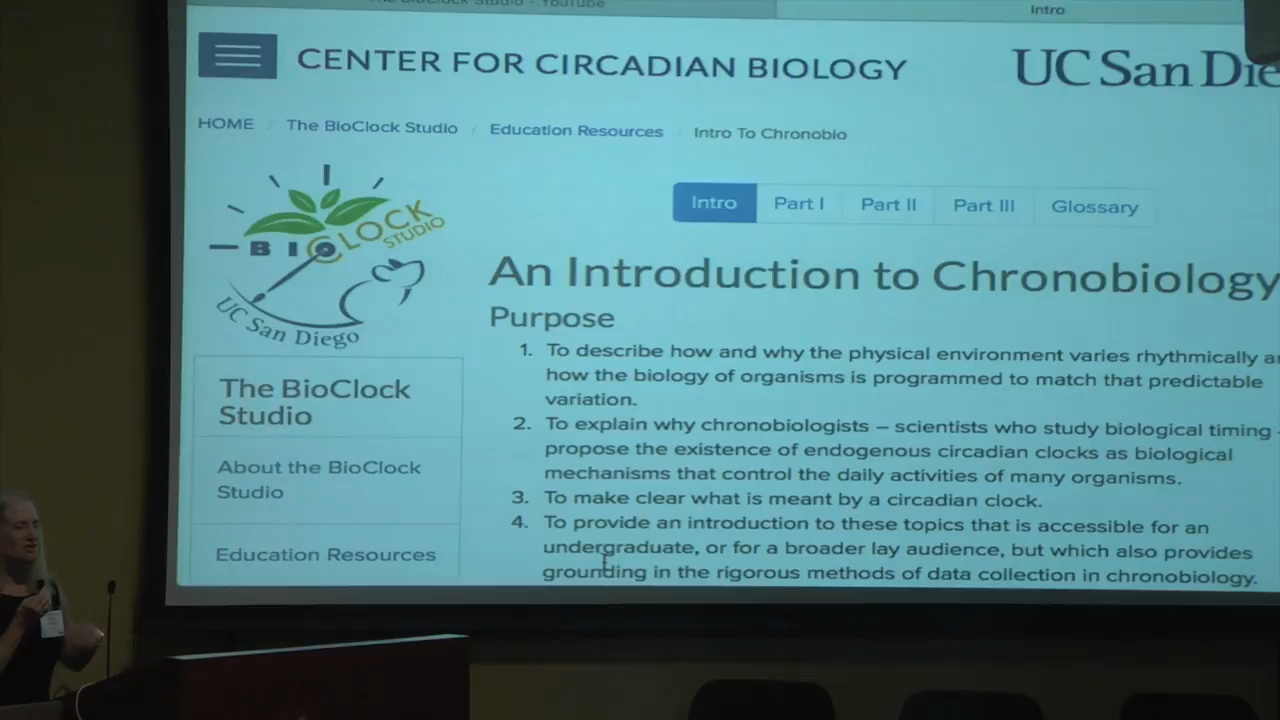 The BioClock Studio - YouTube
Intro
CENTER FOR CIRCADIAN BIOLOGY
UC San Die
HOME / The BioClock Studio / Education Resources / Intro To Chronobio
Intro Part I Part II Part III Glossary
BIOCLOCK
STUDIO
UC San Diego
An Introduction to Chronobiology
Purpose
1. To describe how and why the physical environment varies rhythmically an
how the biology of organisms is programmed to match that predictable
variation.
2. To explain why chronobiologists – scientists who study biological timing -
propose the existence of endogenous circadian clocks as biological
mechanisms that control the daily activities of many organisms.
3. To make clear what is meant by a circadian clock.
4. To provide an introduction to these topics that is accessible for an
undergraduate, or for a broader lay audience, but which also provides
grounding in the rigorous methods of data collection in chronobiology.
The BioClock
Studio
About the BioClock
Studio
Education Resources